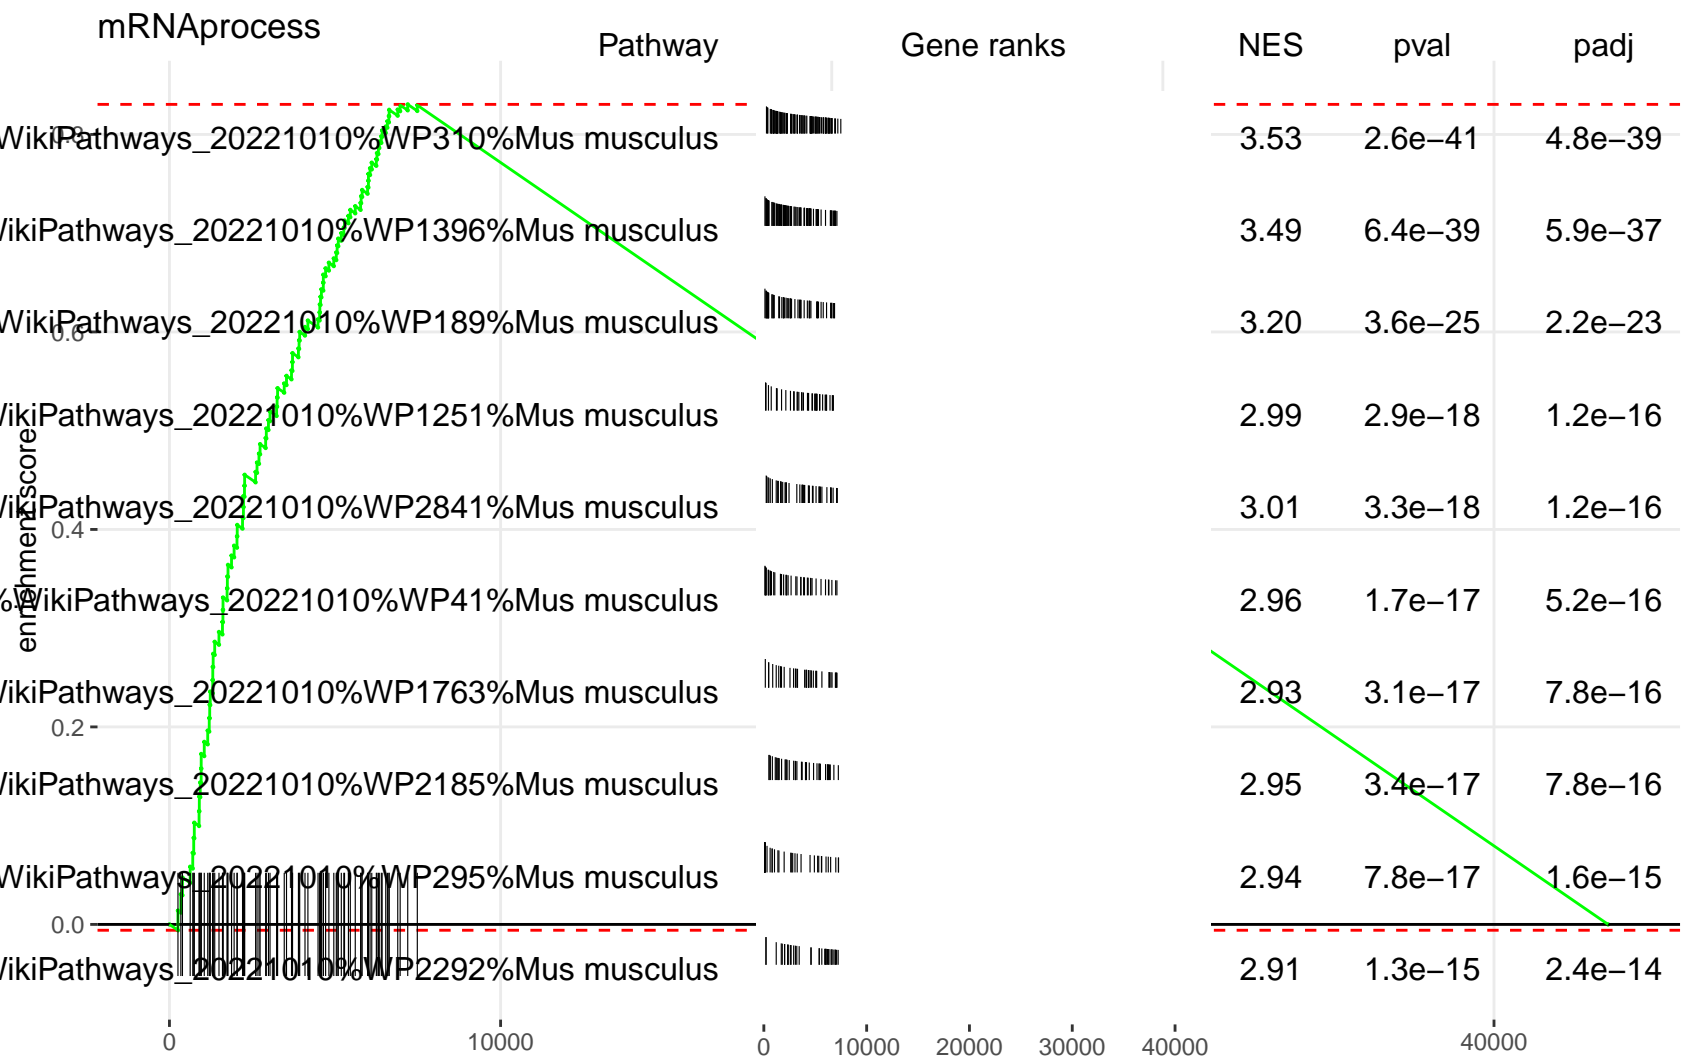 mRNAprocess
Pathway Gene ranks NES pval padj
WikiPathways_20221010%WP310%Mus musculus 3.53 2.6e−41 4.8e−39
0.8
WikiPathways_20221010%WP1396%Mus musculus 3.49 6.4e−39 5.9e−37
WikiPathways_20221010%WP189%Mus musculus 3.20 3.6e−25 2.2e−23
0.6
WikiPathways_20221010%WP1251%Mus musculus 2.99 2.9e−18 1.2e−16
enrichment score
WikiPathways_20221010%WP2841%Mus musculus 3.01 3.3e−18 1.2e−16
0.4
%WikiPathways_20221010%WP41%Mus musculus 2.96 1.7e−17 5.2e−16
WikiPathways_20221010%WP1763%Mus musculus 2.93 3.1e−17 7.8e−16
0.2
WikiPathways_20221010%WP2185%Mus musculus 2.95 3.4e−17 7.8e−16
WikiPathways_20221010%WP295%Mus musculus 2.94 7.8e−17 1.6e−15
0.0
WikiPathways_20221010%WP2292%Mus musculus 2.91 1.3e−15 2.4e−14
0 10000 0 10000 20000 30000 40000 40000